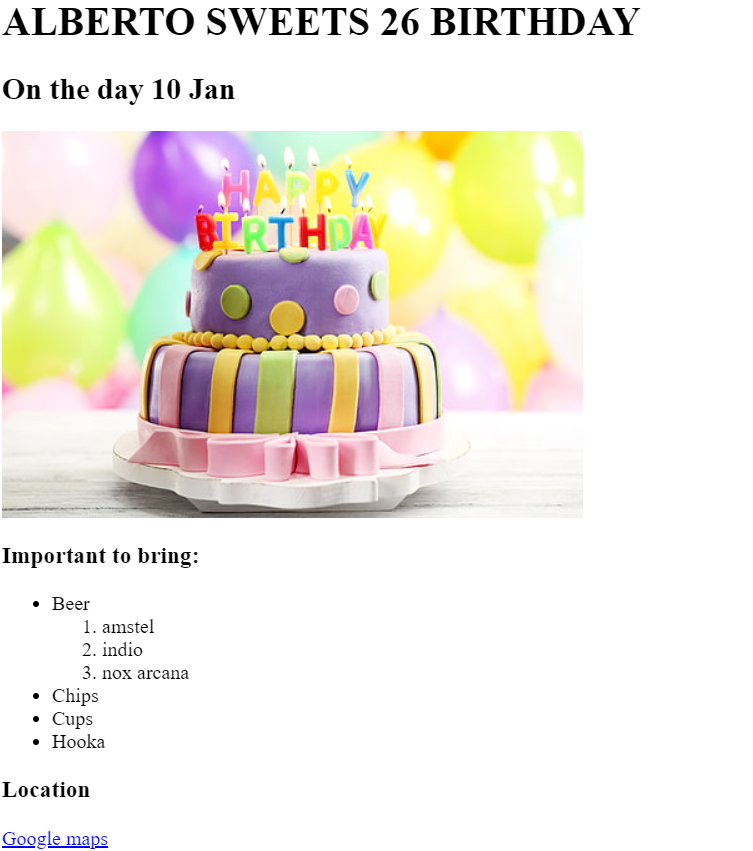 ALBERTO SWEETS 26 BIRTHDAY
On the day 10 Jan
HAPPY
BIRTHDAY
Important to bring:
Beer
1. amstel
2. indio
3. nox arcana
Chips
Cups
Hooka
Location
Google maps